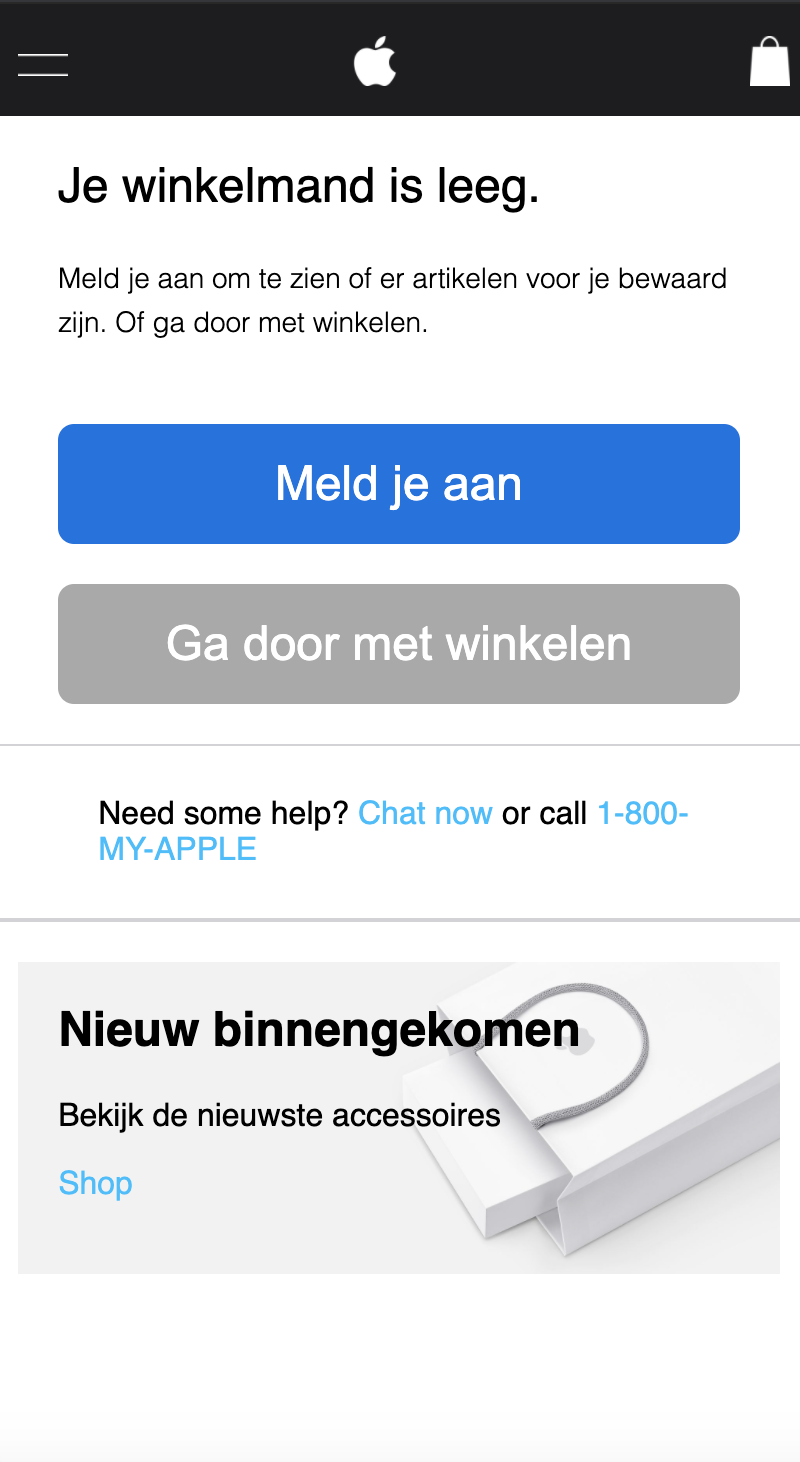 Je winkelmand is leeg.
Meld je aan om te zien of er artikelen voor je bewaard
zijn. Of ga door met winkelen.
Meld je aan
Ga door met winkelen
Need some help? Chat now or call 1-800-
MY-APPLE
Nieuw binnengekomen
Bekijk de nieuwste accessoires
Shop